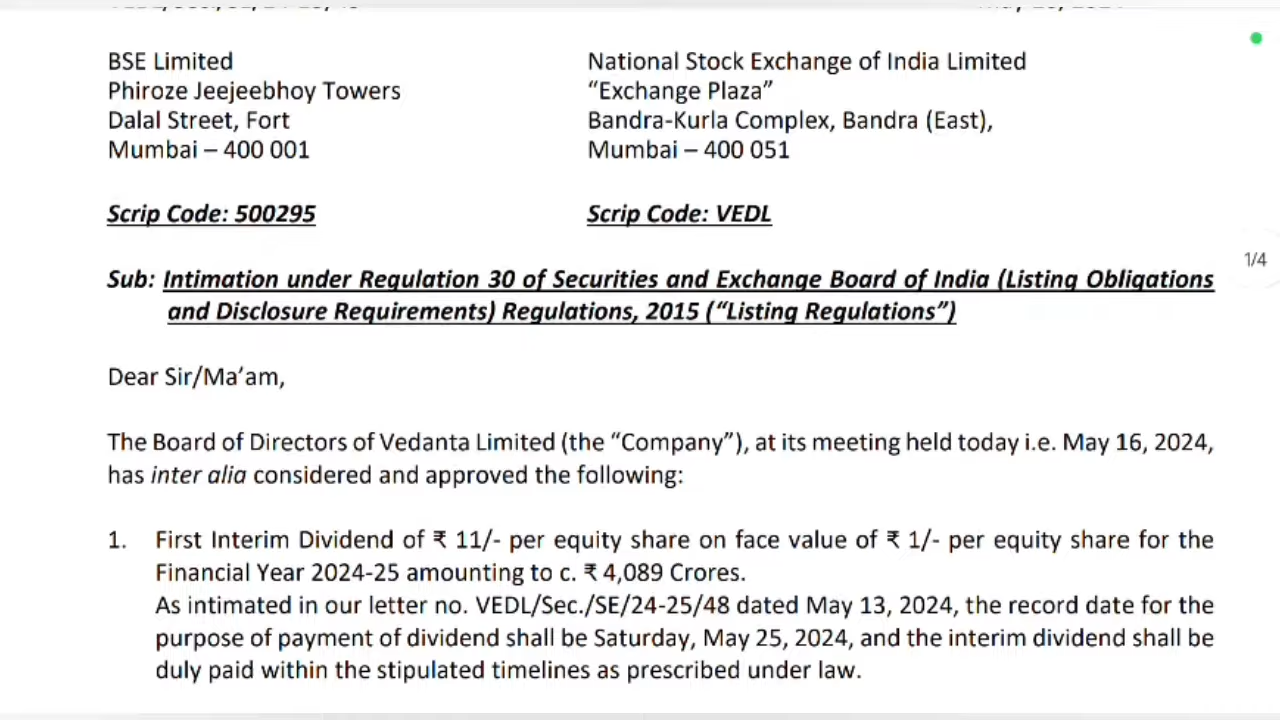 BSE Limited
Phiroze Jeejeebhoy Towers
Dalal Street, Fort
Mumbai – 400 001
Scrip Code: 500295
National Stock Exchange of India Limited
“Exchange Plaza”
Bandra-Kurla Complex, Bandra (East),
Mumbai – 400 051
Scrip Code: VEDL
Sub: Intimation under Regulation 30 of Securities and Exchange Board of India (Listing Obligations
and Disclosure Requirements) Regulations, 2015 (“Listing Regulations”)
1/4
Dear Sir/Ma’am,
The Board of Directors of Vedanta Limited (the “Company”), at its meeting held today i.e. May 16, 2024,
has inter alia considered and approved the following:
1. First Interim Dividend of ₹ 11/- per equity share on face value of ₹ 1/- per equity share for the
Financial Year 2024-25 amounting to c. ₹ 4,089 Crores.
As intimated in our letter no. VEDL/Sec./SE/24-25/48 dated May 13, 2024, the record date for the
purpose of payment of dividend shall be Saturday, May 25, 2024, and the interim dividend shall be
duly paid within the stipulated timelines as prescribed under law.